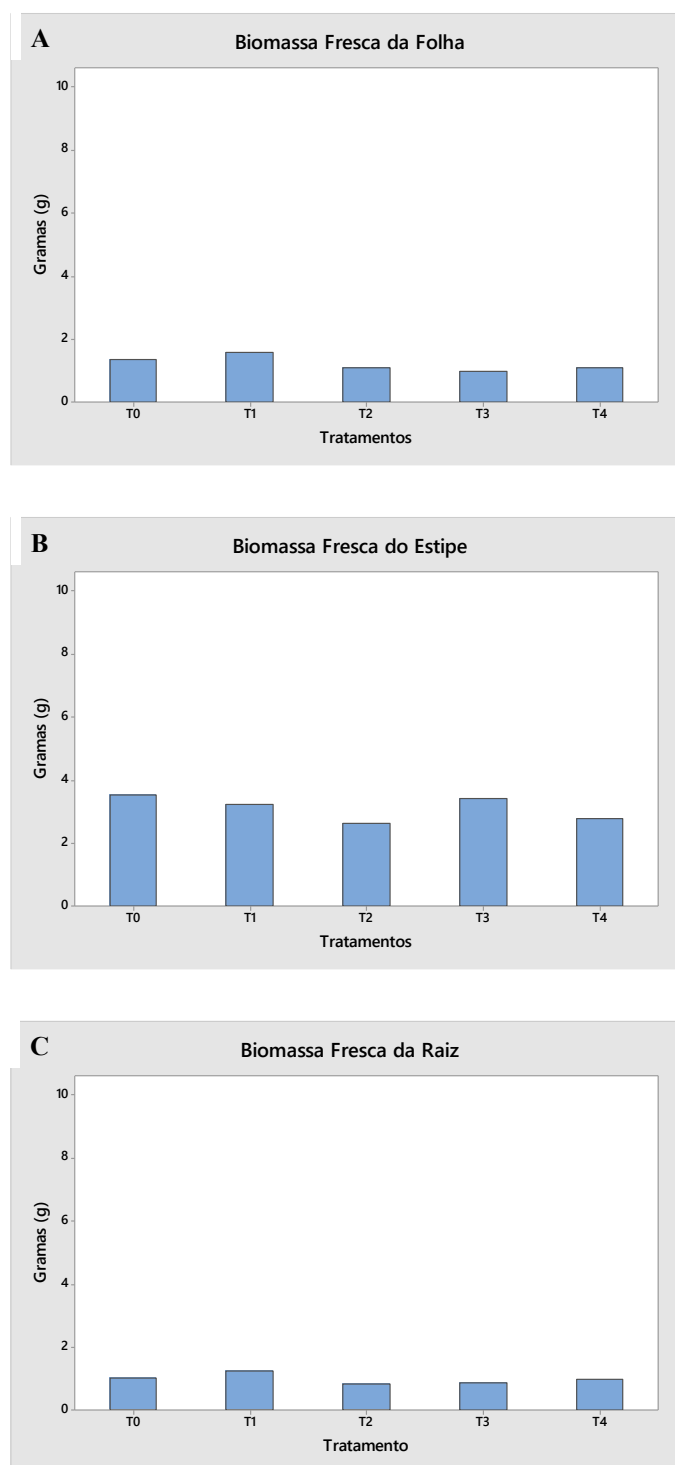 A
Biomassa Fresca da Folha
10
8
6
4
2
0
Gramas (g)
T0 T1 T2 T3 T4
Tratamentos
B
Biomassa Fresca do Estipe
10
8
6
4
2
0
Gramas (g)
T0 T1 T2 T3 T4
Tratamentos
C
Biomassa Fresca da Raiz
10
8
6
4
2
0
Gramas (g)
T0 T1 T2 T3 T4
Tratamento